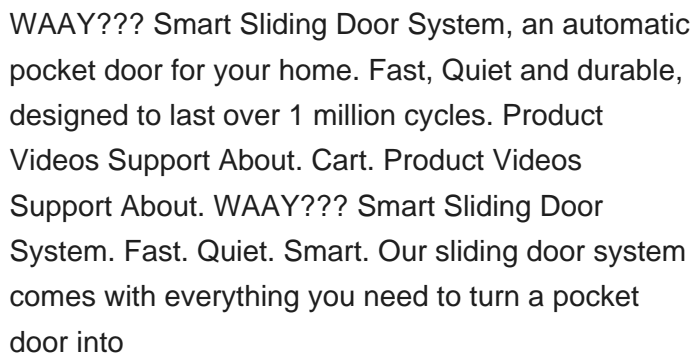 WAAY??? Smart Sliding Door System, an automatic
pocket door for your home. Fast, Quiet and durable,
designed to last over 1 million cycles. Product
Videos Support About. Cart. Product Videos
Support About. WAAY??? Smart Sliding Door
System. Fast. Quiet. Smart. Our sliding door system
comes with everything you need to turn a pocket
door into